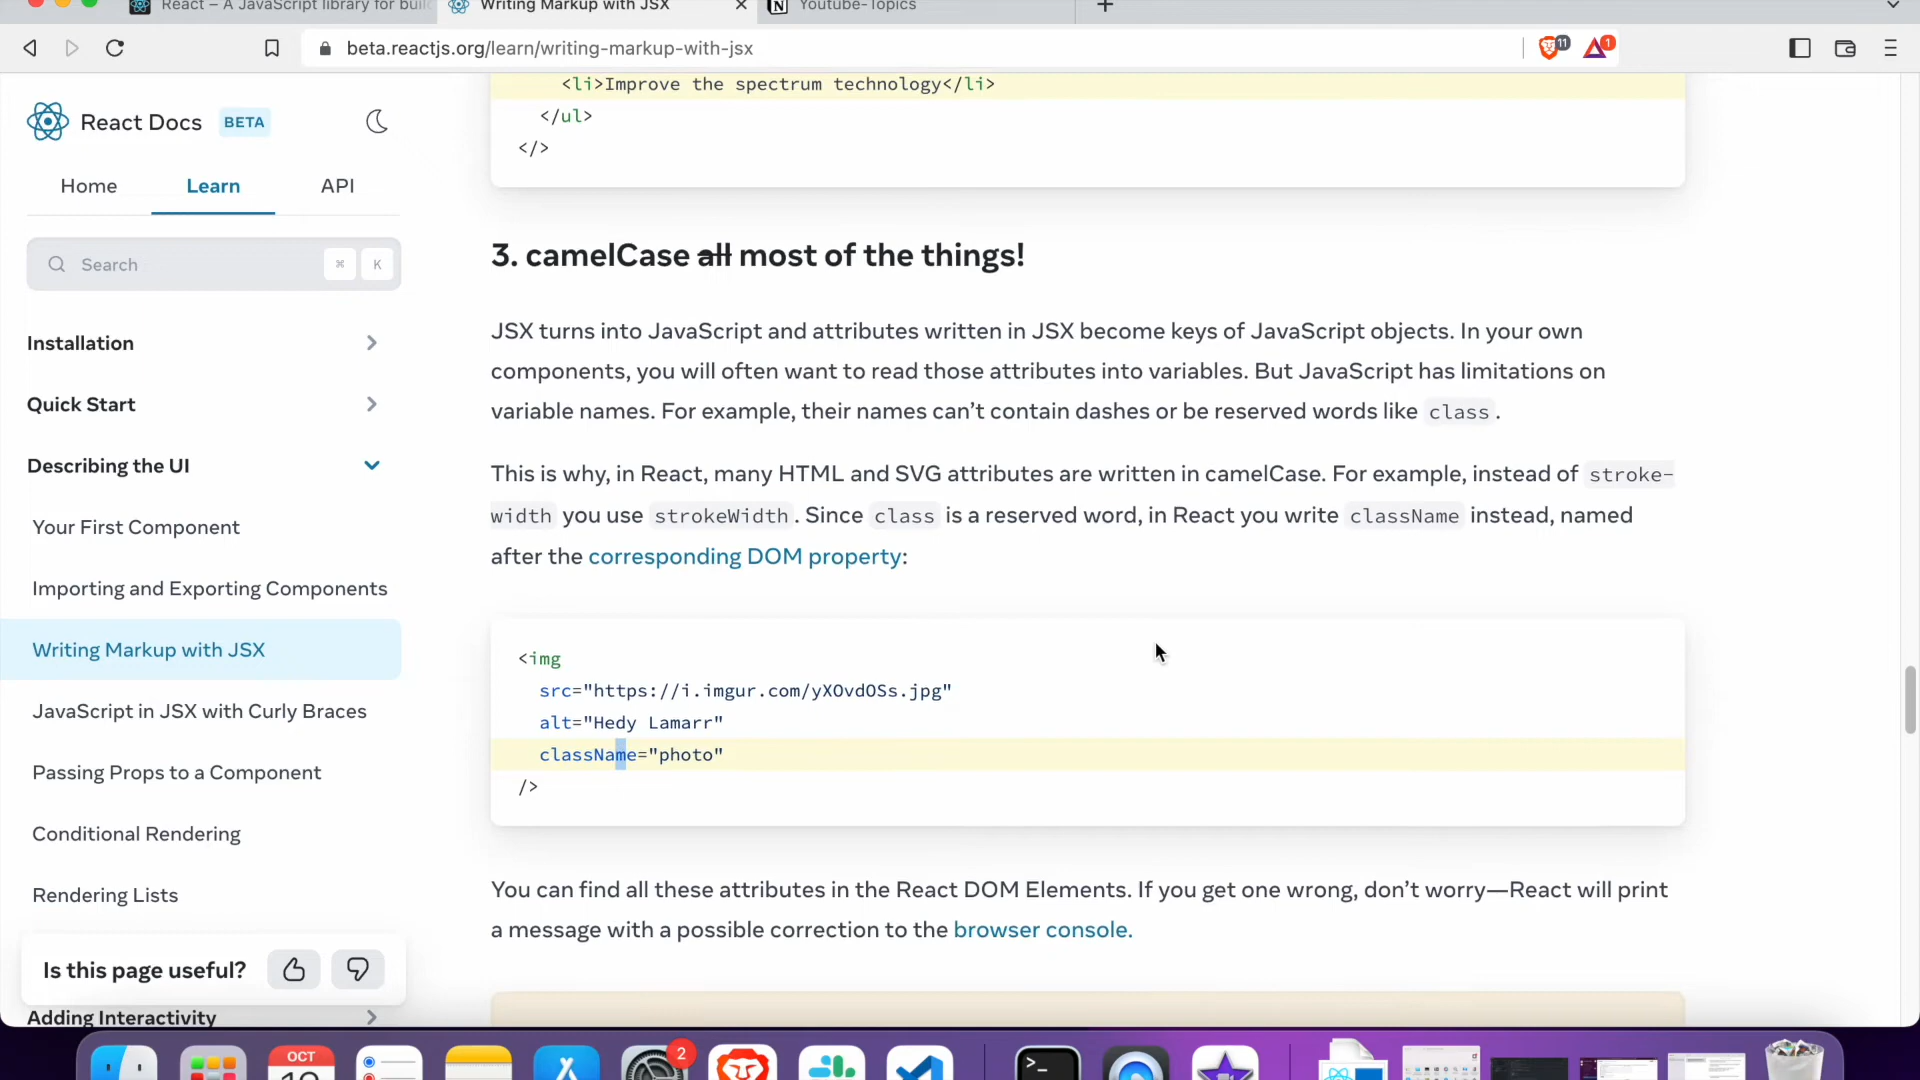 React – A JavaScript library for buil
Writing Markup with JSX
Youtube-Topics
beta.reactjs.org/learn/writing-markup-with-jsx
11
1
React Docs BETA
Home Learn API
Search ⌘ K
Installation
Quick Start
Describing the UI
Your First Component
Importing and Exporting Components
Writing Markup with JSX
JavaScript in JSX with Curly Braces
Passing Props to a Component
Conditional Rendering
Rendering Lists
Is this page useful?
Adding Interactivity
<li>Improve the spectrum technology</li>
</ul>
</>
3. camelCase all most of the things!
JSX turns into JavaScript and attributes written in JSX become keys of JavaScript objects. In your own
components, you will often want to read those attributes into variables. But JavaScript has limitations on
variable names. For example, their names can’t contain dashes or be reserved words like class.
This is why, in React, many HTML and SVG attributes are written in camelCase. For example, instead of stroke-
width you use strokeWidth. Since class is a reserved word, in React you write className instead, named
after the corresponding DOM property:
<img
src="https://i.imgur.com/yXOvdOSs.jpg"
alt="Hedy Lamarr"
className="photo"
/>
You can find all these attributes in the React DOM Elements. If you get one wrong, don’t worry—React will print
a message with a possible correction to the browser console.
OCT
2
>_